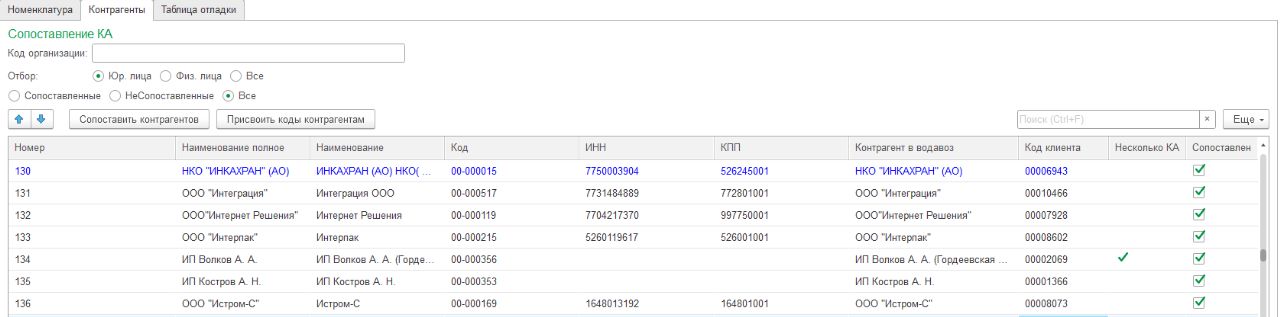 Номенклатура Контрагенты Таблица отладки
Сопоставление КА
Код организации:
Отбор: Юр. лица Физ. лица Все
Сопоставленные НеСопоставленные Все
Сопоставить контрагентов Присвоить коды контрагентам Поиск (Ctrl+F) × Еще
Номер Наименование полное Наименование Код ИНН КПП Контрагент в водавоз Код клиента Несколько КА Сопоставлен
130 НКО "ИНКАХРАН" (АО) ИНКАХРАН (АО) НКО( ... 00-000015 7750003904 526245001 НКО "ИНКАХРАН" (АО) 00006943
131 ООО "Интеграция" Интеграция ООО 00-000517 7731484889 772801001 ООО "Интеграция" 00010466
132 ООО"Интернет Решения" Интернет Решения 00-000119 7704217370 997750001 ООО"Интернет Решения" 00007928
133 ООО "Интерпак" Интерпак 00-000215 5260119617 526001001 ООО "Интерпак" 00008602
134 ИП Волков А. А. ИП Волков А. А. (Горде... 00-000356 ИП Волков А. А. (Гордеевская ... 00002069
135 ИП Костров А. Н. ИП Костров А. Н. 00-000353 ИП Костров А. Н. 00001366
136 ООО "Истром-С" Истром-С 00-000169 1648013192 164801001 ООО "Истром-С" 00008073